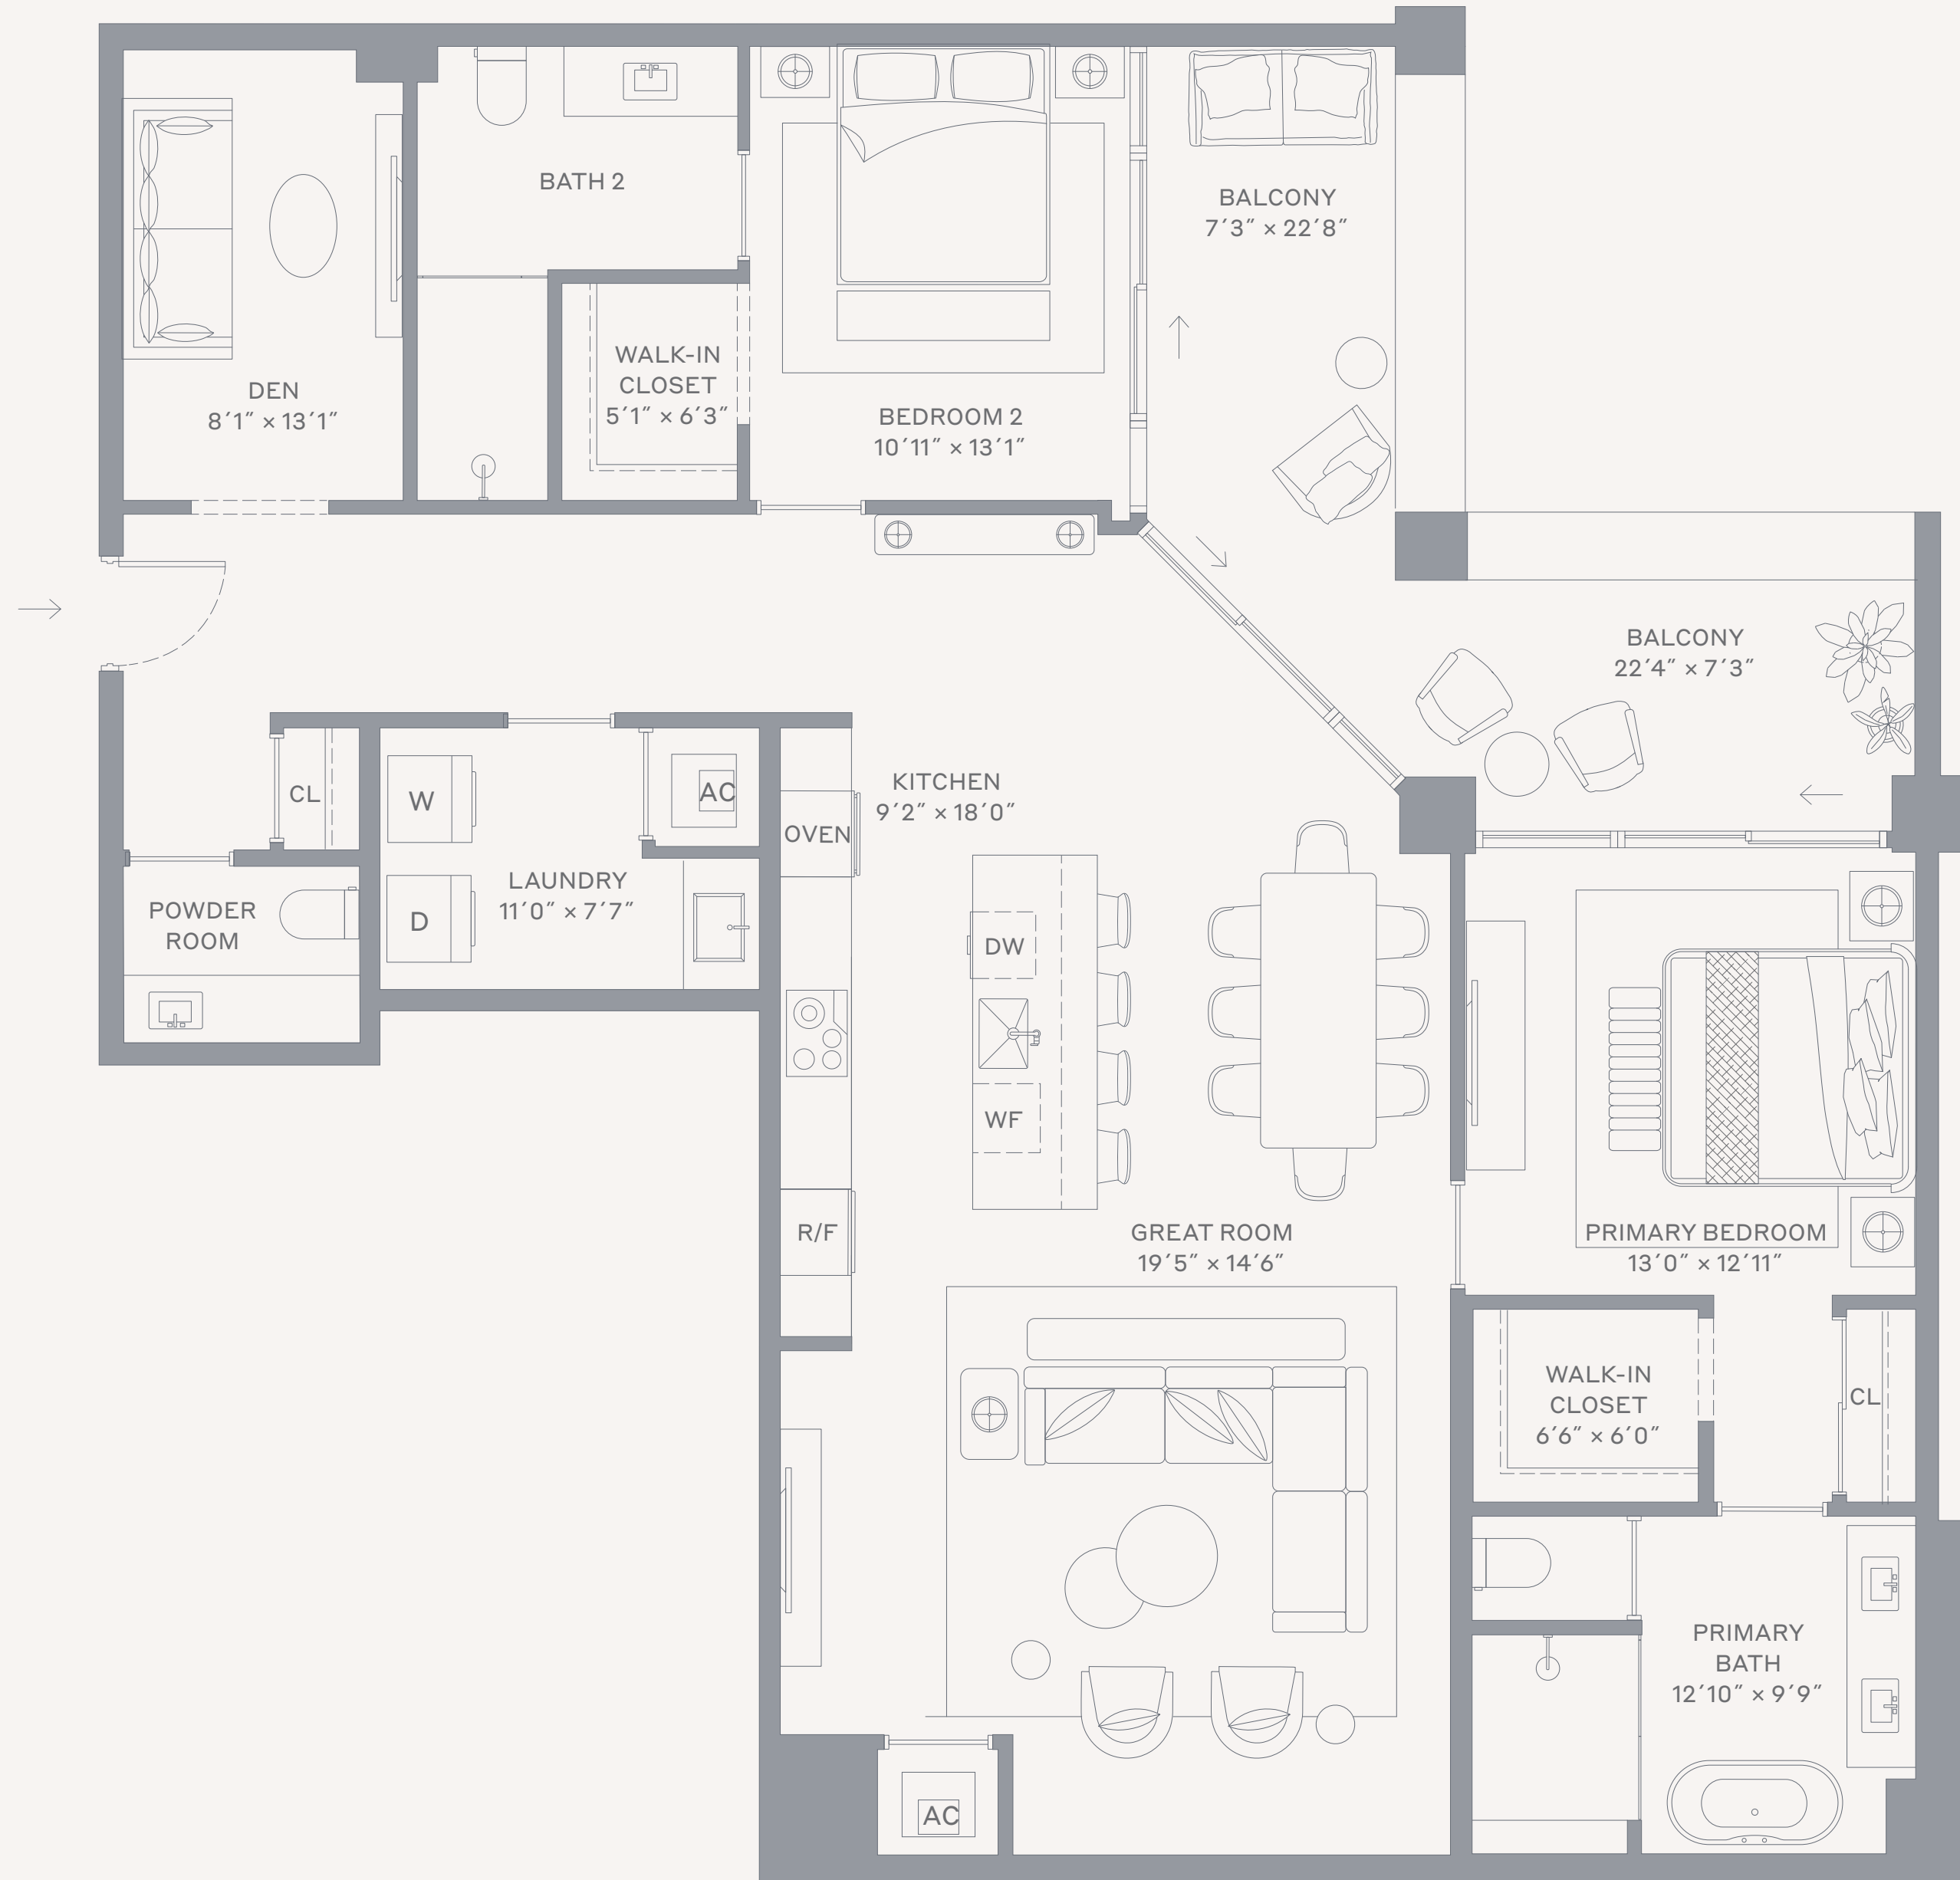 BATH 2
BALCONY
7′3″ × 22′8″
WALK-IN
CLOSET
5′1″ × 6′3″
DEN
8′1″ × 13′1″
BEDROOM 2
10′11″ × 13′1″
BALCONY
22′4″ × 7′3″
KITCHEN
9′2″ × 18′0″
CL
W
AC
OVEN
LAUNDRY
11′0″ × 7′7″
POWDER
ROOM
D
DW
WF
R/F
GREAT ROOM
19′5″ × 14′6″
PRIMARY BEDROOM
13′0″ × 12′11″
WALK-IN
CLOSET
6′6″ × 6′0″
CL
PRIMARY
BATH
12′10″ × 9′9″
AC